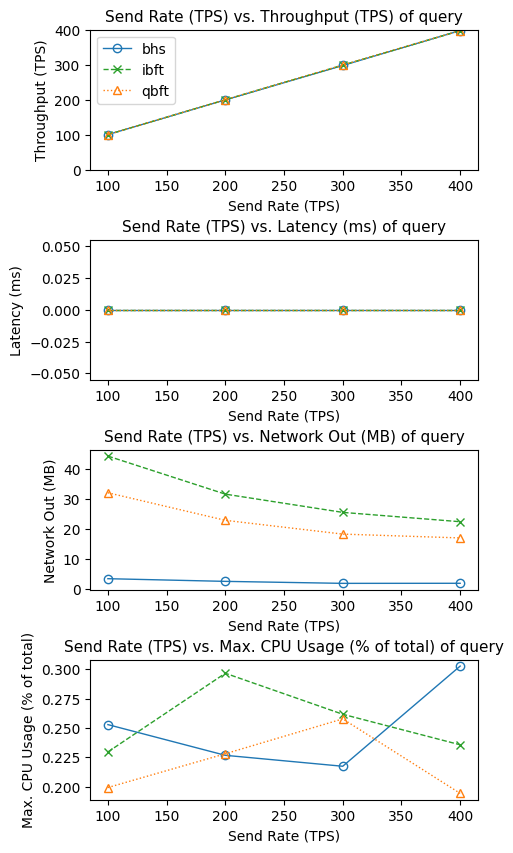 Send Rate (TPS) vs. Throughput (TPS) of query
400
300
200
100
0
Throughput (TPS)
bhs
ibft
qbft
100 150 200 250 300 350 400
Send Rate (TPS)
Send Rate (TPS) vs. Latency (ms) of query
0.050
0.025
0.000
−0.025
−0.050
Latency (ms)
100 150 200 250 300 350 400
Send Rate (TPS)
Send Rate (TPS) vs. Network Out (MB) of query
40
30
20
10
0
Network Out (MB)
100 150 200 250 300 350 400
Send Rate (TPS)
Send Rate (TPS) vs. Max. CPU Usage (% of total) of query
0.300
0.275
0.250
0.225
0.200
Max. CPU Usage (% of total)
100 150 200 250 300 350 400
Send Rate (TPS)